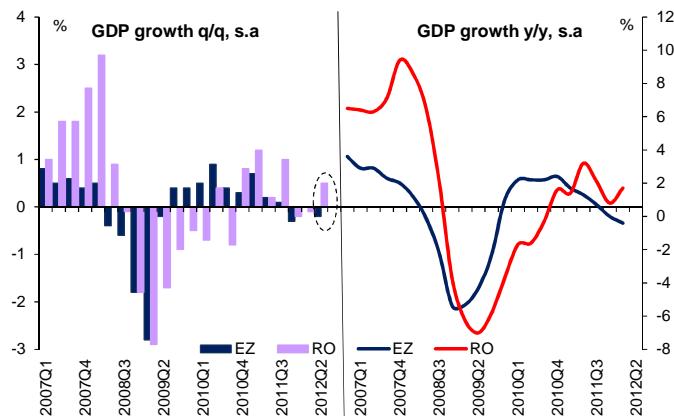 GDP growth q/q, s.a
GDP growth y/y, s.a
%
%
4
3
2
1
0
-1
-2
-3
12
10
8
6
4
2
0
-2
-4
-6
-8
EZ
RO
EZ
RO
2007Q1
2007Q4
2008Q3
2009Q2
2010Q1
2010Q4
2011Q3
2012Q2
2007Q1
2007Q4
2008Q3
2009Q2
2010Q1
2010Q4
2011Q3
2012Q2